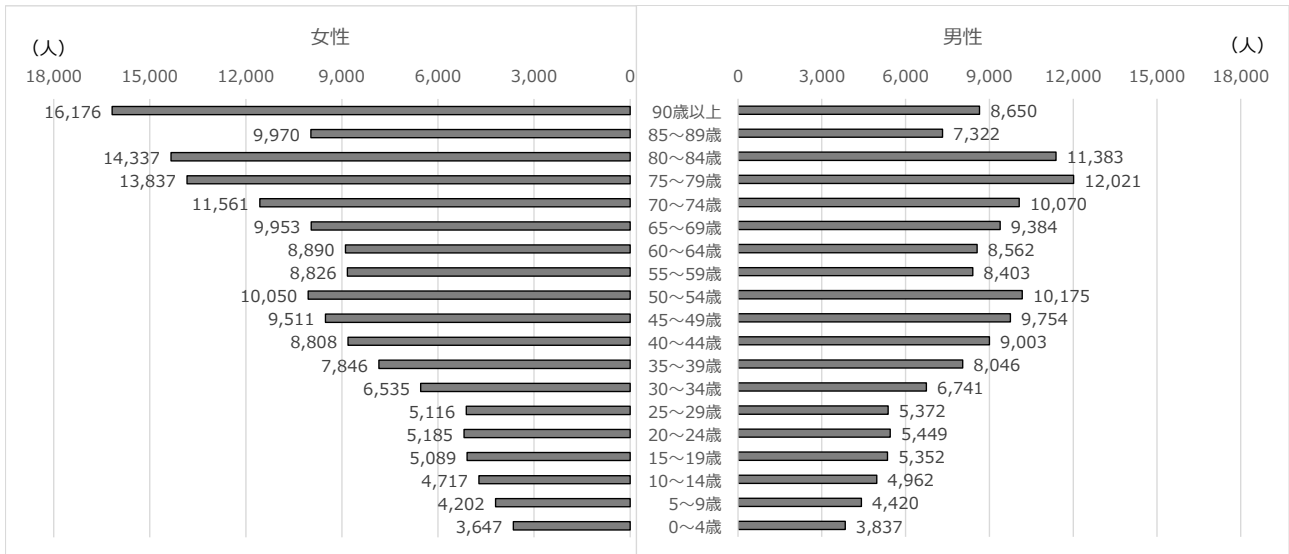 女性 男性
（人） （人）
18,000 15,000 12,000 9,000 6,000 3,000 0 0 3,000 6,000 9,000 12,000 15,000 18,000
16,176 90歳以上 8,650
9,970 85～89歳 7,322
14,337 80～84歳 11,383
13,837 75～79歳 12,021
11,561 70～74歳 10,070
9,953 65～69歳 9,384
8,890 60～64歳 8,562
8,826 55～59歳 8,403
10,050 50～54歳 10,175
9,511 45～49歳 9,754
8,808 40～44歳 9,003
7,846 35～39歳 8,046
6,535 30～34歳 6,741
5,116 25～29歳 5,372
5,185 20～24歳 5,449
5,089 15～19歳 5,352
4,717 10～14歳 4,962
4,202 5～9歳 4,420
3,647 0～4歳 3,837